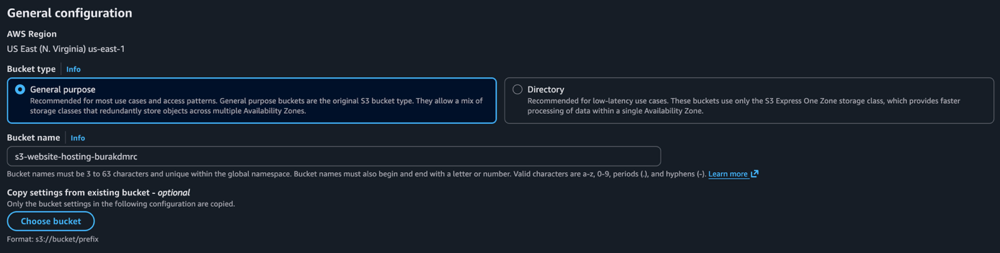 General configuration
AWS Region
US East (N. Virginia) us-east-1
Bucket type Info
General purpose
Recommended for most use cases and access patterns. General purpose buckets are the original S3 bucket type. They allow a mix of
storage classes that redundantly store objects across multiple Availability Zones.
Directory
Recommended for low-latency use cases. These buckets use only the S3 Express One Zone storage class, which provides faster
processing of data within a single Availability Zone.
Bucket name Info
s3-website-hosting-burakdmrc
Bucket names must be 3 to 63 characters and unique within the global namespace. Bucket names must also begin and end with a letter or number. Valid characters are a-z, 0-9, periods (.), and hyphens (-). Learn more
Copy settings from existing bucket - optional
Only the bucket settings in the following configuration are copied.
Choose bucket
Format: s3://bucket/prefix